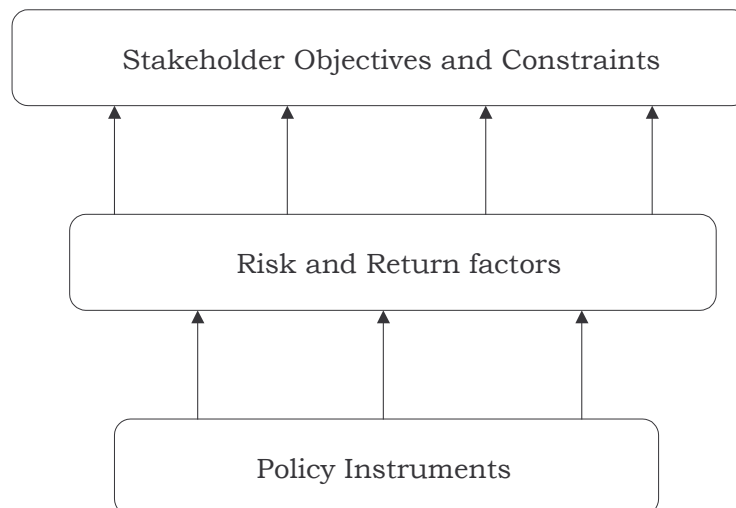 Stakeholder Objectives and Constraints
Risk and Return factors
Policy Instruments